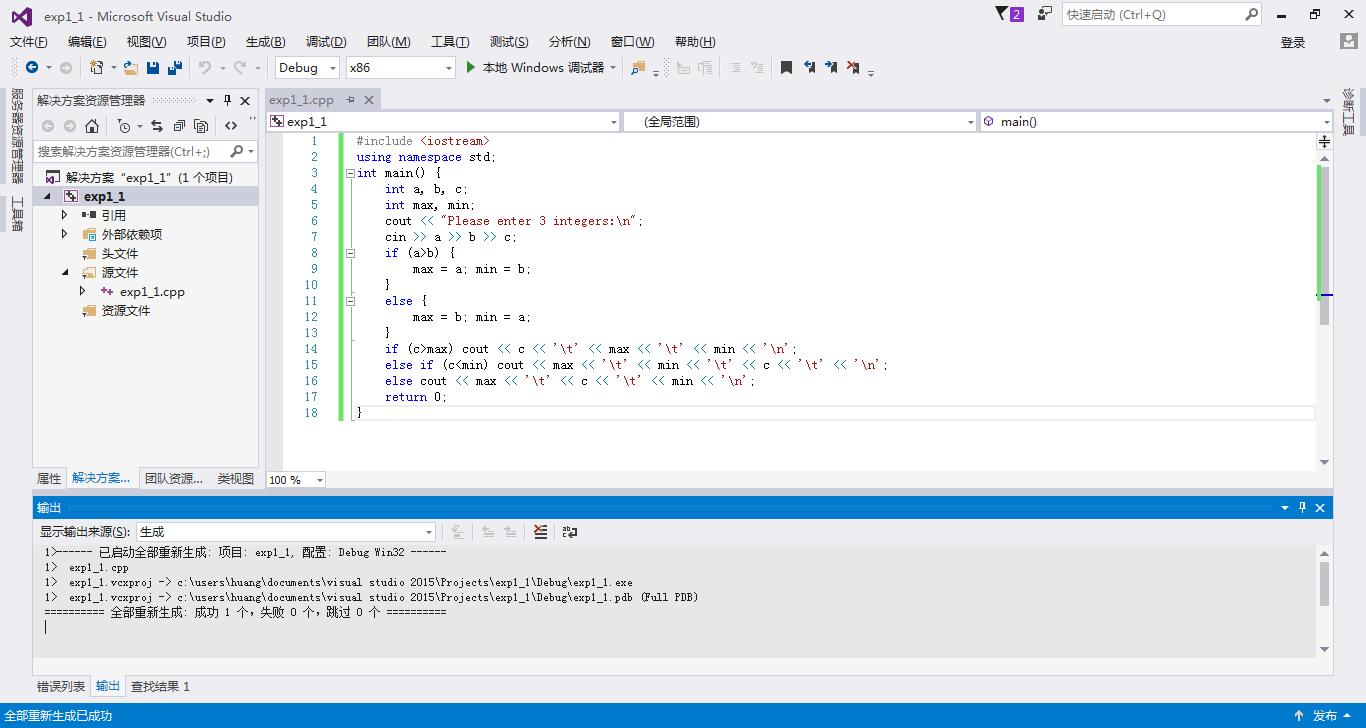 exp1_1 - Microsoft Visual Studio
2
快速启动 (Ctrl+Q)
文件(F) 编辑(E) 视图(V) 项目(P) 生成(B) 调试(D) 团队(M) 工具(T) 测试(S) 分析(N) 窗口(W) 帮助(H)
登录
Debug x86 本地 Windows 调试器
服务器资源管理器
工具箱
解决方案资源管理器
搜索解决方案资源管理器(Ctrl+;)
解决方案“exp1_1”(1 个项目)
exp1_1
引用
外部依赖项
头文件
源文件
exp1_1.cpp
资源文件
属性 解决方案... 团队资源... 类视图
exp1_1.cpp
exp1_1 (全局范围) main()
1 #include <iostream>
2 using namespace std;
3 int main() {
4 int a, b, c;
5 int max, min;
6 cout << "Please enter 3 integers:\n";
7 cin >> a >> b >> c;
8 if (a>b) {
9 max = a; min = b;
10 }
11 else {
12 max = b; min = a;
13 }
14 if (c>max) cout << c << '\t' << max << '\t' << min << '\n';
15 else if (c<min) cout << max << '\t' << min << '\t' << c << '\t' << '\n';
16 else cout << max << '\t' << c << '\t' << min << '\n';
17 return 0;
18 }
100 %
诊断工具
输出
显示输出来源(S): 生成
1>------ 已启动全部重新生成: 项目: exp1_1, 配置: Debug Win32 ------
1> exp1_1.cpp
1> exp1_1.vcxproj -> c:\users\huang\documents\visual studio 2015\Projects\exp1_1\Debug\exp1_1.exe
1> exp1_1.vcxproj -> c:\users\huang\documents\visual studio 2015\Projects\exp1_1\Debug\exp1_1.pdb (Full PDB)
========== 全部重新生成: 成功 1 个，失败 0 个，跳过 0 个 ==========
错误列表 输出 查找结果 1
全部重新生成已成功
发布